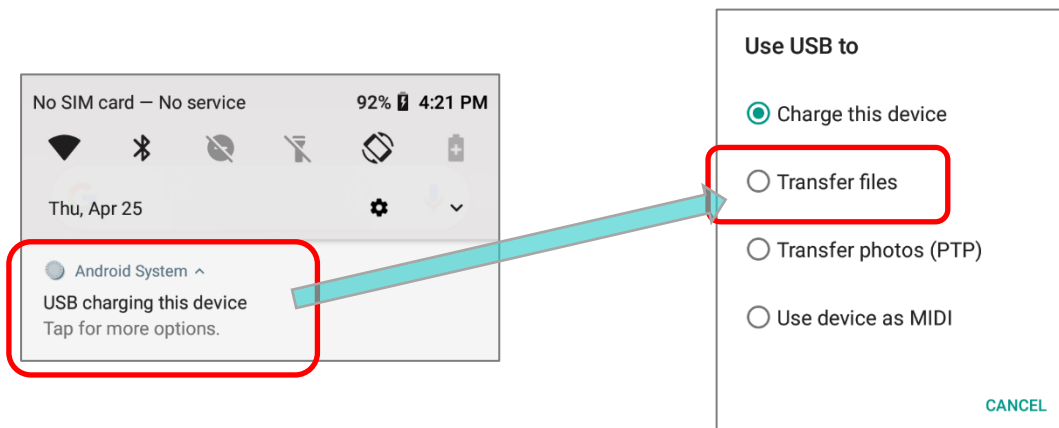 No SIM card — No service 92% 4:21 PM
Thu, Apr 25
Android System
USB charging this device
Tap for more options.
Use USB to
Charge this device
Transfer files
Transfer photos (PTP)
Use device as MIDI
CANCEL